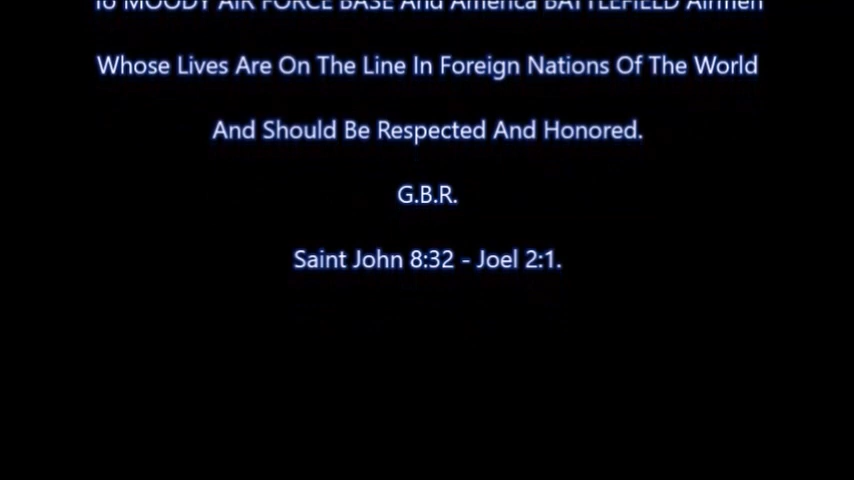 To MOODY AIR FORCE BASE And America BATTLEFIELD Airmen
Whose Lives Are On The Line In Foreign Nations Of The World
And Should Be Respected And Honored.
G.B.R.
Saint John 8:32 - Joel 2:1.